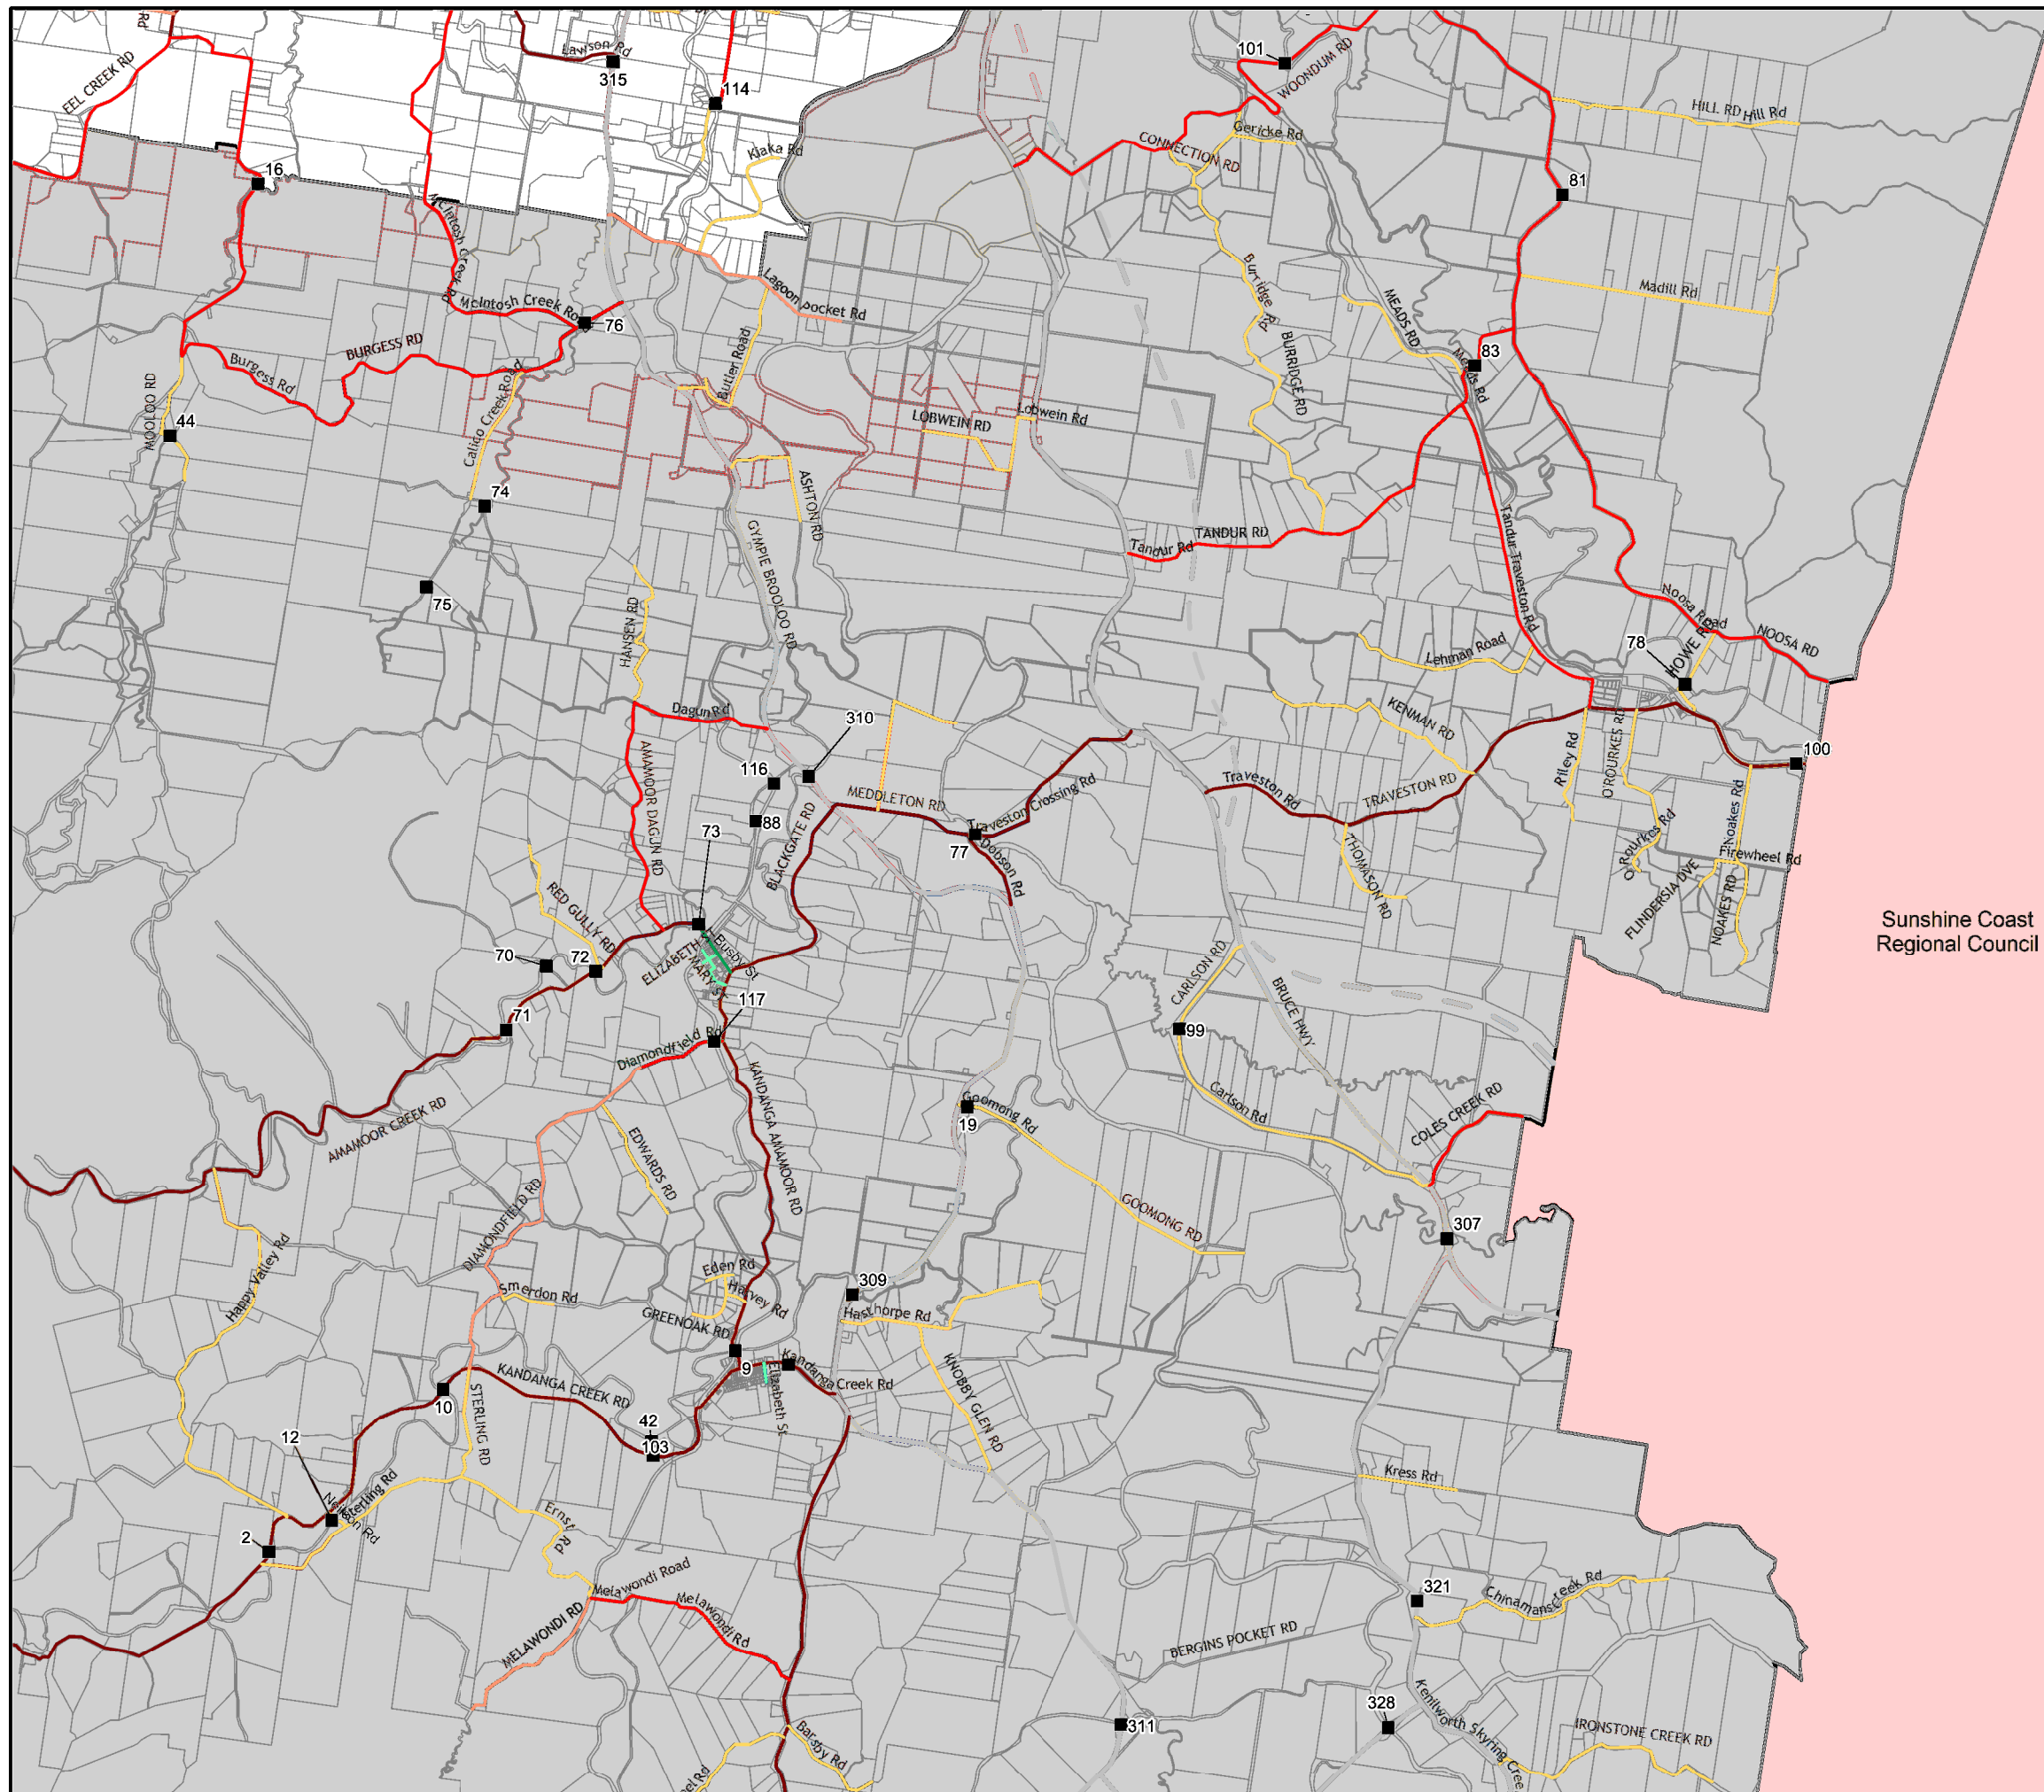 Lawson Rd
315
114
101
WOONDUM RD
EEL CREEK RD
HILL RD Hill Rd
Gericke Rd
Kiaka Rd
CONNECTION RD
16
81
McIntosh Creek Rd
Burridge Rd
Lagoon Pocket Rd
Madill Rd
MEADS RD
McIntosh Creek Road
76
BURGESS RD
Butler Road
BURRIDGE RD
83
Meads Rd
Burgess Rd
MOOLOO RD
44
Calico Creek Road
LOBWEIN RD
Lobwein Rd
ASHTON RD
74
GYMPIE BROOLOO RD
Tandur Rd
TANDUR RD
Tandur Traveston Rd
75
HANSEN RD
Noosa Road
NOOSA RD
HOWE RD
78
Lehman Road
Dagun Rd
310
KENMAN RD
O'ROURKES RD
Riley Rd
100
AMAMOOR DAGUN RD
116
MEDDLETON RD
Traveston Rd
TRAVESTON RD
Traveston Crossing Rd
88
73
77
Dobson Rd
BLACKGATE RD
THOMASON RD
O Rourkes Rd
Noakes Rd
Firewheel Rd
FLINDERSIA DVE
NOAKES RD
RED GULLY RD
Sunshine Coast
Regional Council
70
72
ELIZABETH ST
Busby St
MARY ST
CARLSON RD
BRUCE HWY
117
71
99
Diamondfield Rd
KANDANGA AMAMOOR RD
Carlson Rd
COLES CREEK RD
Goomong Rd
19
AMAMOOR CREEK RD
EDWARDS RD
GOOMONG RD
307
DIAMONDFIELD RD
Happy Valley Rd
Eden Rd
Harvey Rd
309
Smerdon Rd
GREENOAK RD
Hasthorpe Rd
9
Kandanga Creek Rd
KNOBBY GLEN RD
KANDANGA CREEK RD
Elizabeth St
10
STERLING RD
42
103
12
Kress Rd
Sterling Rd
Neilson Rd
Ernst Rd
2
Melawondi Road
Melawondi Rd
MELAWONDI RD
321
Chinamans Creek Rd
BERGINS POCKET RD
328
311
Kenilworth Skyring Cree
IRONSTONE CREEK RD
Barsby Rd